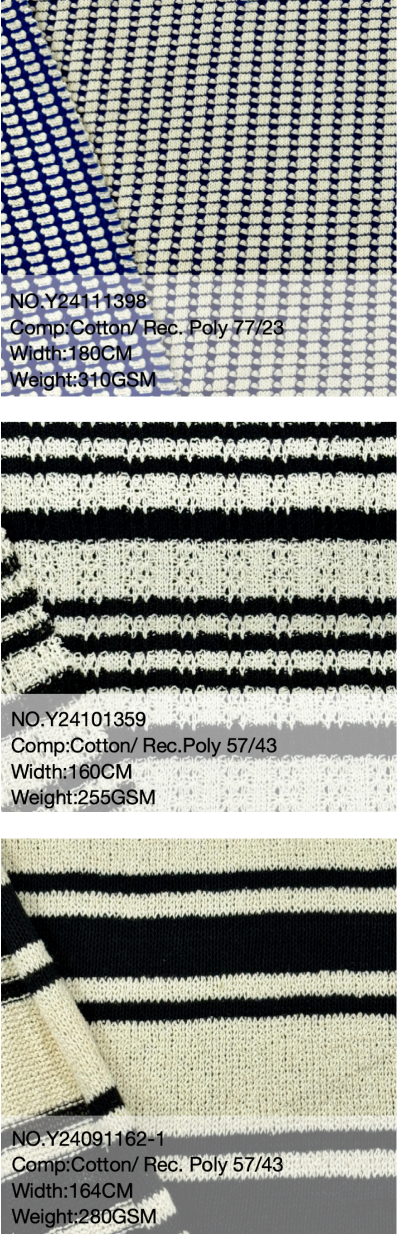 NO.Y24111398
Comp:Cotton/ Rec. Poly 77/23
Width:180CM
Weight:310GSM
NO.Y24101359
Comp:Cotton/ Rec.Poly 57/43
Width:160CM
Weight:255GSM
NO.Y24091162-1
Comp:Cotton/ Rec. Poly 57/43
Width:164CM
Weight:280GSM